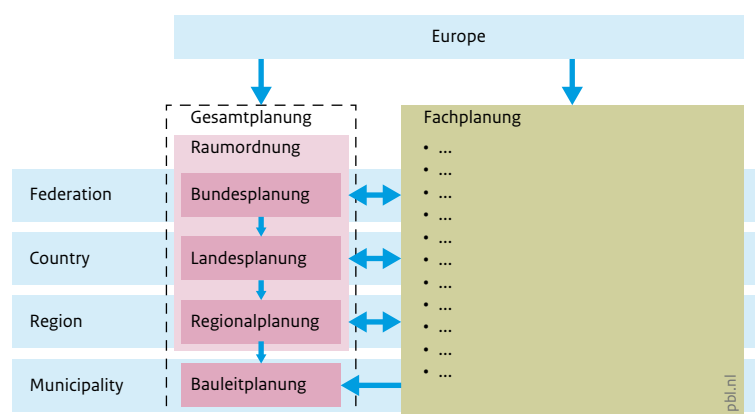 Europe
Gesamtplanung
Raumordnung
Federation
Bundesplanung
Country
Landesplanung
Region
Regionalplanung
Municipality
Bauleitplanung
Fachplanung
• ...
• ...
• ...
• ...
• ...
• ...
• ...
• ...
• ...
• ...
• ...
pbl.nl